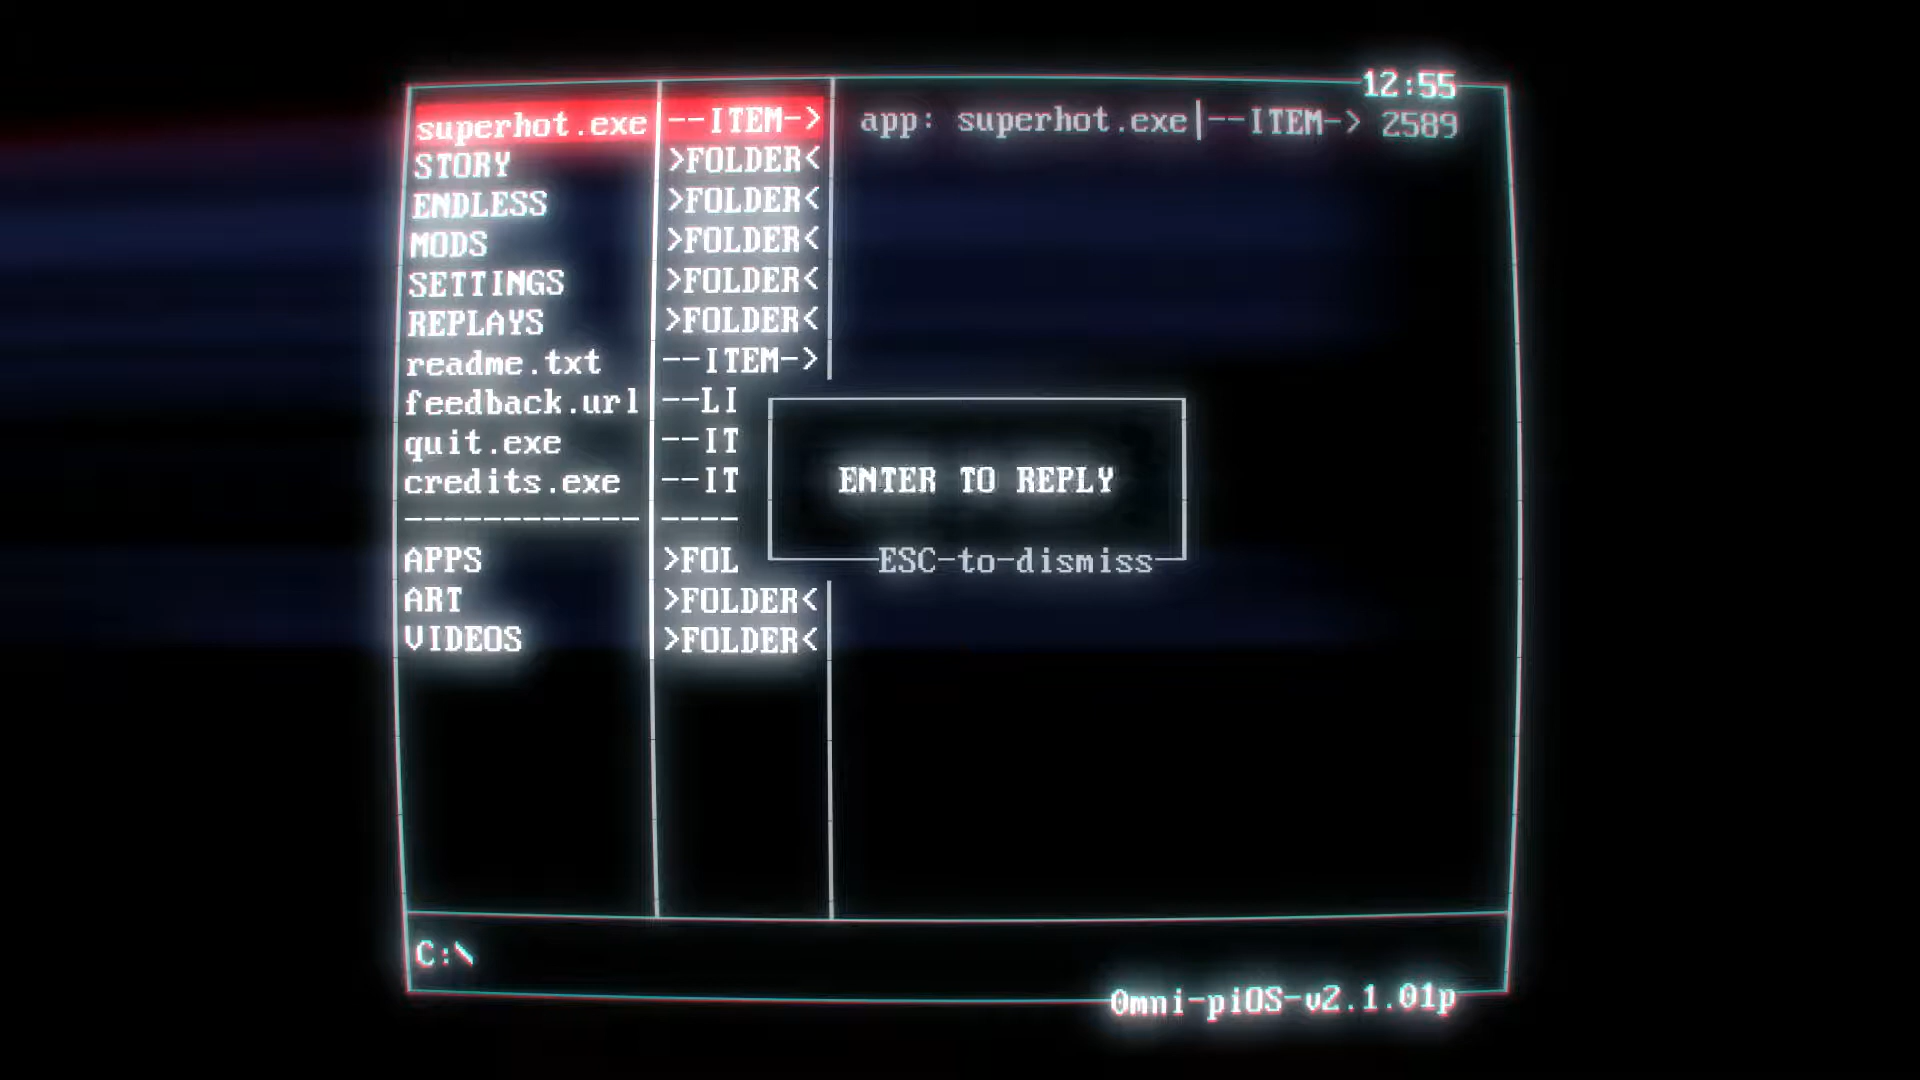 12:55
superhot.exe --ITEM-> app: superhot.exe|--ITEM-> 2589
STORY >FOLDER<
ENDLESS >FOLDER<
MODS >FOLDER<
SETTINGS >FOLDER<
REPLAYS >FOLDER<
readme.txt --ITEM->
feedback.url --LI
quit.exe --IT
credits.exe --IT
ENTER TO REPLY
------------ ----
ESC-to-dismiss
APPS >FOL
ART >FOLDER<
VIDEOS >FOLDER<
C:\
0mni-piOS-v2.1.01p